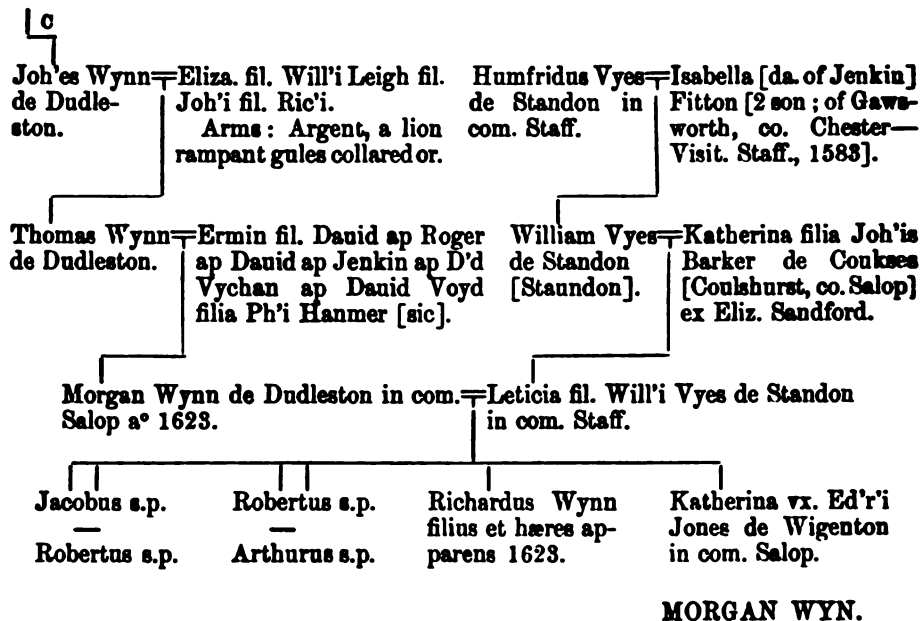 C
Joh'es Wynn=Eliza. fil. Will'i Leigh fil.
de Dudle- Joh'i fil. Ric'i.
ston. Arms: Argent, a lion
rampant gules collared or.
Humfridus Vyes=Isabella [da. of Jenkin]
de Standon in Fitton [2 son; of Gaws-
com. Staff. worth, co. Chester—
Visit. Staff., 1583].
Thomas Wynn=Ermin fil. Dauid ap Roger
de Dudleston. ap Dauid ap Jenkin ap D'd
Vychan ap Dauid Voyd
filia Ph'i Hanmer [sic].
William Vyes=Katherina filia Joh'is
de Standon Barker de Coukses
[Staundon]. [Coulshurst, co. Salop]
ex Eliz. Sandford.
Morgan Wynn de Dudleston in com.=Leticia fil. Will'i Vyes de Standon
Salop aº 1623. in com. Staff.
Jacobus s.p.
—
Robertus s.p.
Robertus s.p.
—
Arthurus s.p.
Richardus Wynn
filius et hæres ap-
parens 1623.
Katherina vx. Ed'r'i
Jones de Wigenton
in com. Salop.
MORGAN WYN.